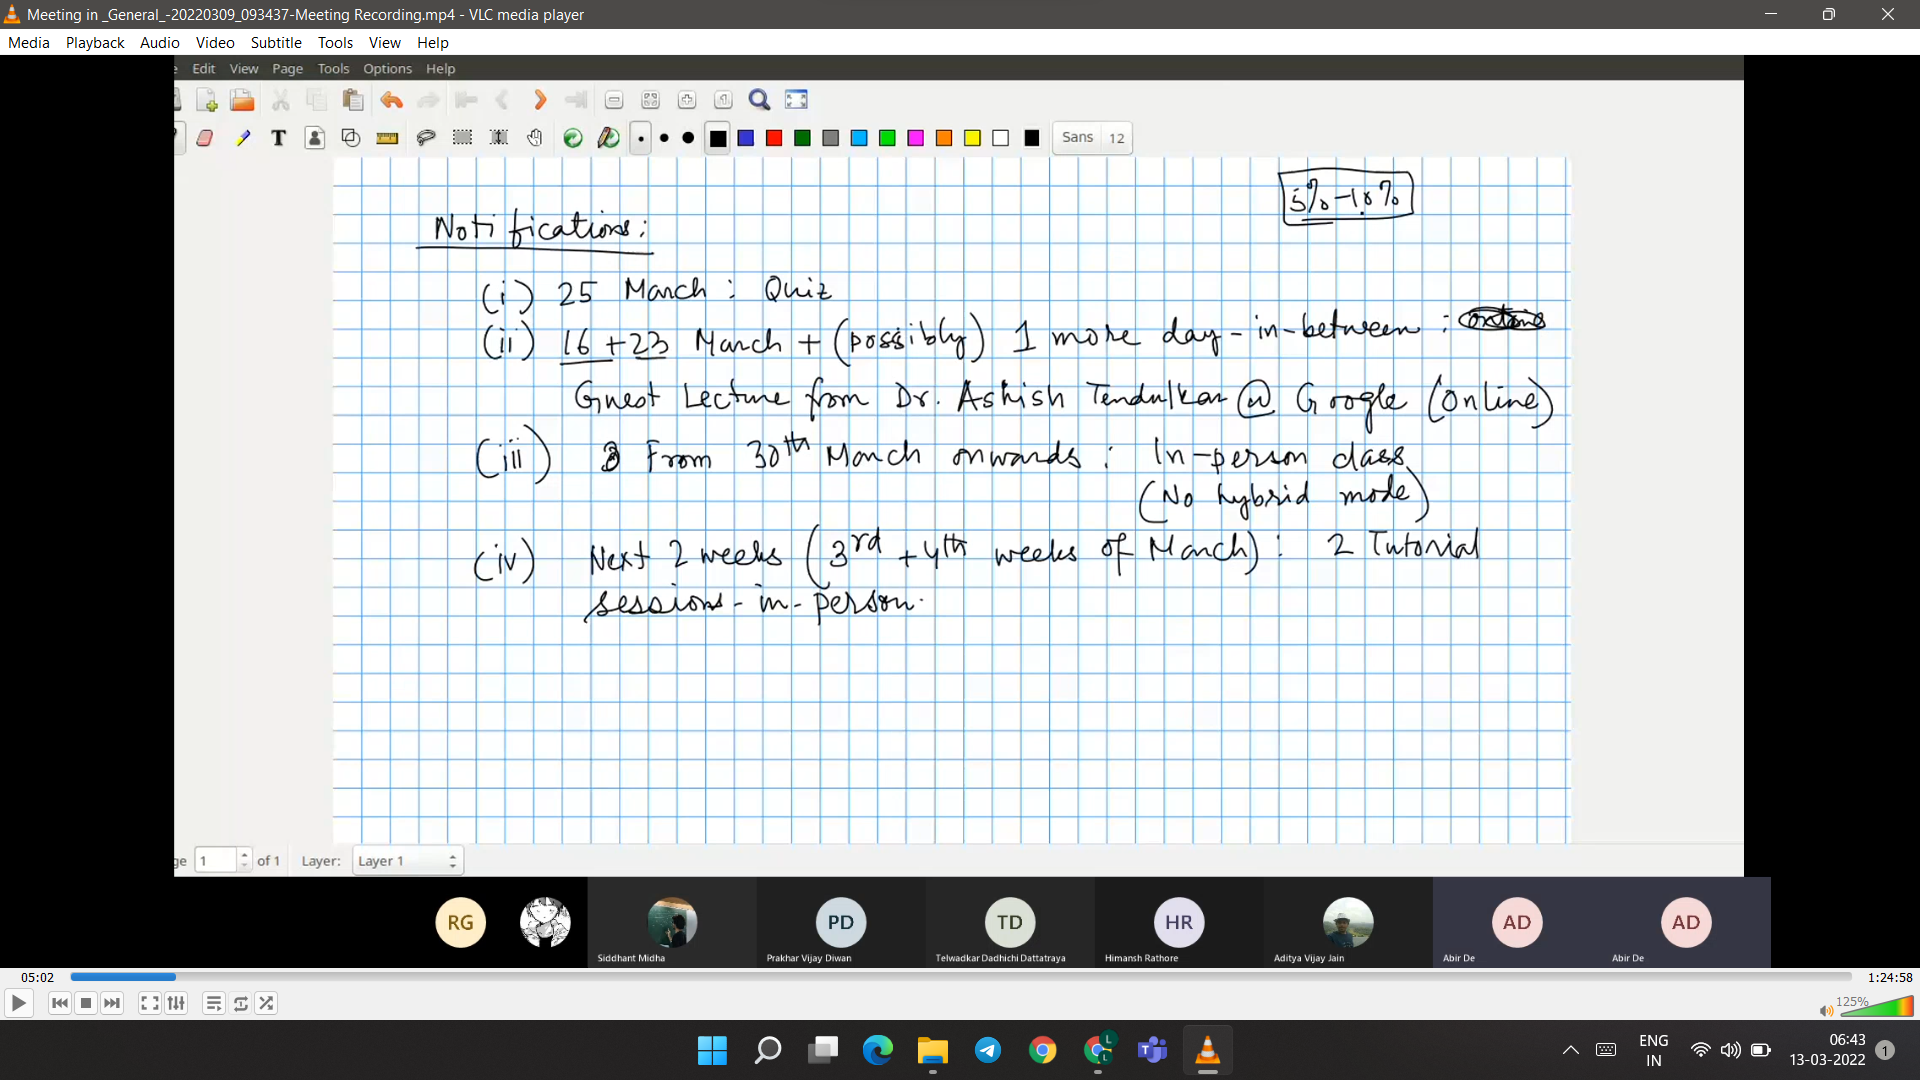 Meeting in _General_-20220309_093437-Meeting Recording.mp4 - VLC media player
Media Playback Audio Video Subtitle Tools View Help
Edit View Page Tools Options Help
T Sans 12
5% - 10%
Notifications:
(i) 25 March : Quiz
(ii) 16 + 23 March + (possibly) 1 more day - in-between :
Guest Lecture from Dr. Ashish Tendulkar @ Google (Online)
(iii) From 30th March onwards : In-person class
(No hybrid mode)
(iv) Next 2 weeks (3rd + 4th weeks of March) : 2 Tutorial
sessions - in-person.
ge 1 of 1 Layer: Layer 1
RG PD TD HR AD AD
Siddhant Midha Prakhar Vijay Diwan Telwadkar Dadhichi Dattatraya Himansh Rathore Aditya Vijay Jain Abir De Abir De
05:02 1:24:58
125%
L
L
T
ENG 06:43
IN 13-03-2022 1